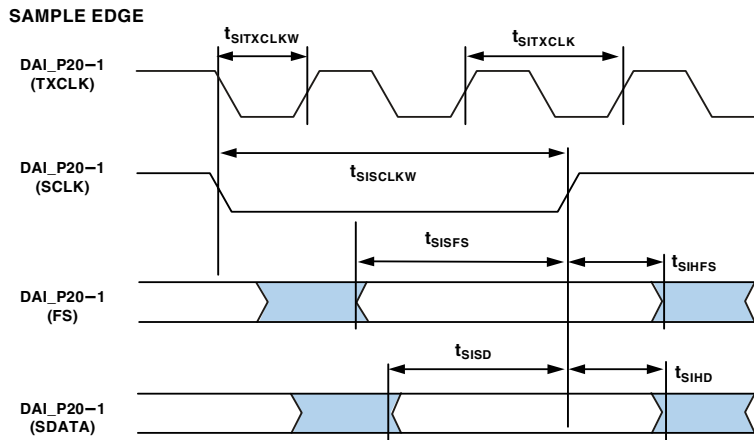 SAMPLE EDGE
tSITXCLKW
tSITXCLK
DAI_P20–1
(TXCLK)
tSISCLKW
DAI_P20–1
(SCLK)
tSISFS
tSIHFS
DAI_P20–1
(FS)
tSISD
tSIHD
DAI_P20–1
(SDATA)